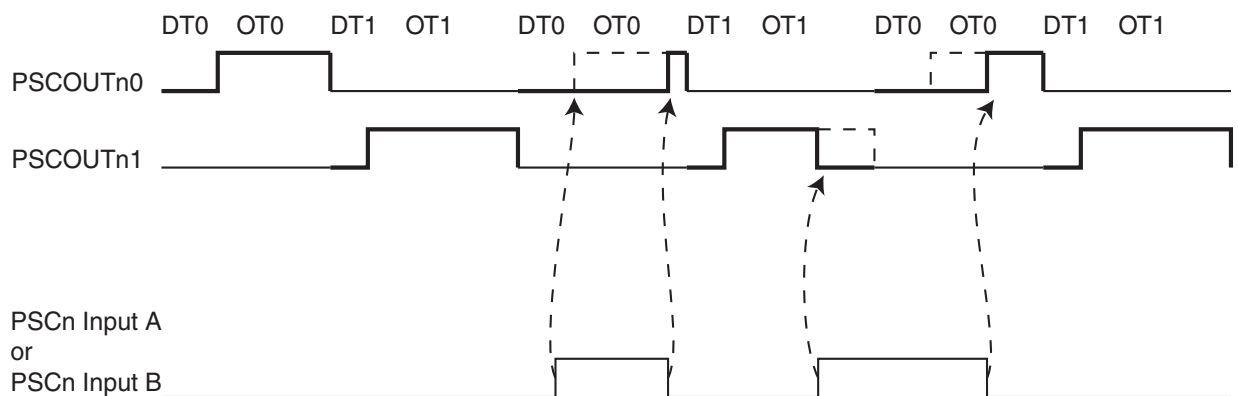 DT0 OT0 DT1 OT1 DT0 OT0 DT1 OT1 DT0 OT0 DT1 OT1
PSCOUTn0
PSCOUTn1
PSCn Input A
or
PSCn Input B